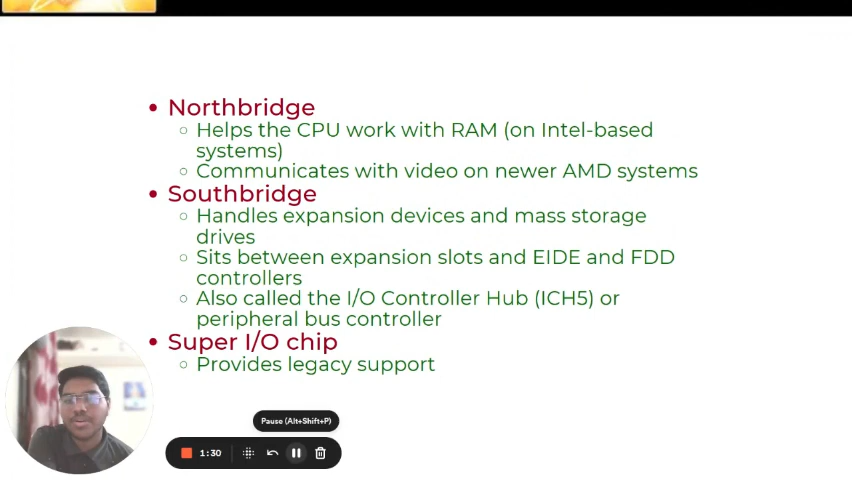 Northbridge
Helps the CPU work with RAM (on Intel-based
systems)
Communicates with video on newer AMD systems
Southbridge
Handles expansion devices and mass storage
drives
Sits between expansion slots and EIDE and FDD
controllers
Also called the I/O Controller Hub (ICH5) or
peripheral bus controller
Super I/O chip
Provides legacy support
Pause (Alt+Shift+P)
1:30